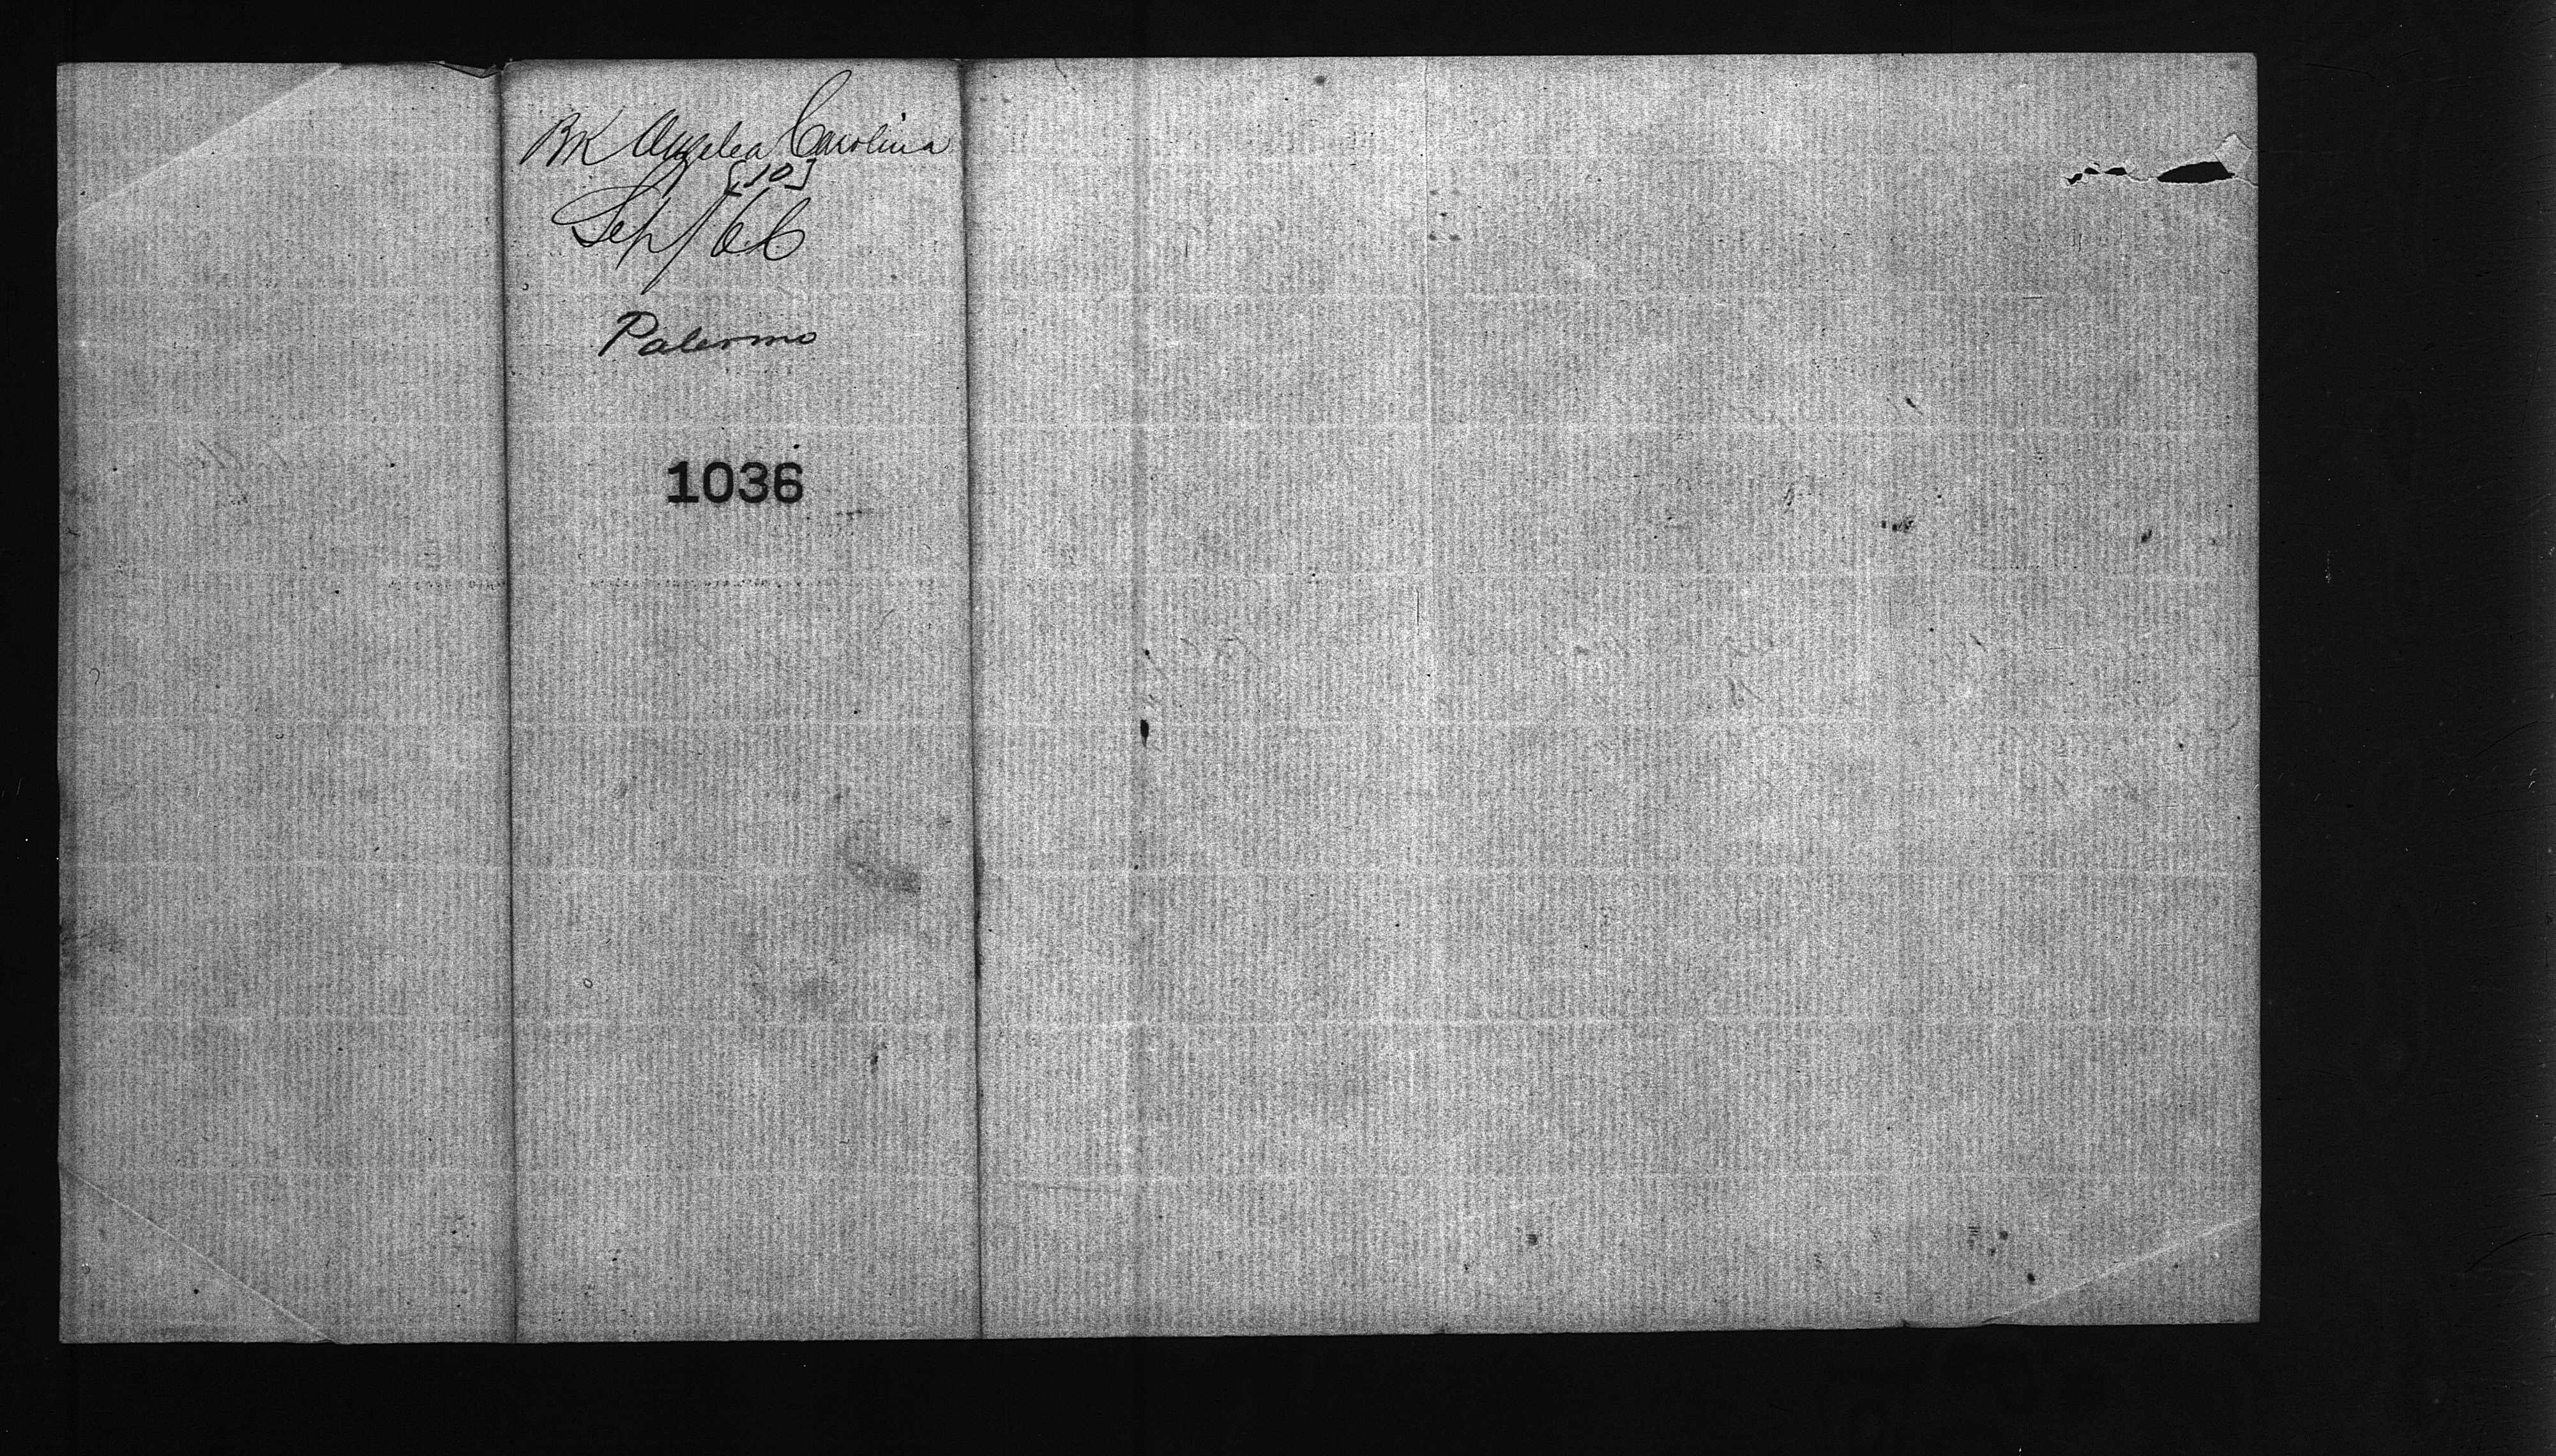 Bk Angelea Carolina
[10]
Sep/66
Palermo
1036